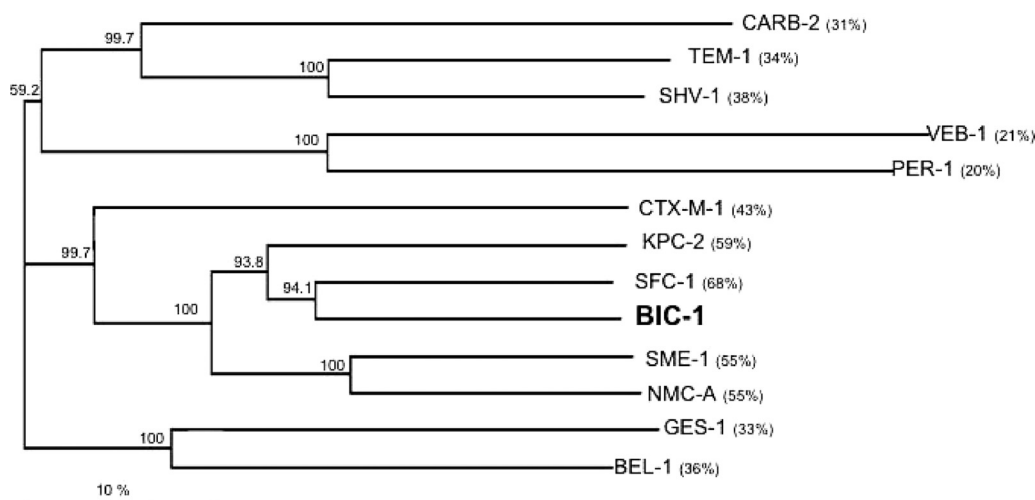 CARB-2 (31%)
99.7
TEM-1 (34%)
100
SHV-1 (38%)
59.2
VEB-1 (21%)
100
PER-1 (20%)
CTX-M-1 (43%)
99.7
KPC-2 (59%)
93.8
SFC-1 (68%)
94.1
BIC-1
100
SME-1 (55%)
100
NMC-A (55%)
GES-1 (33%)
100
BEL-1 (36%)
10 %